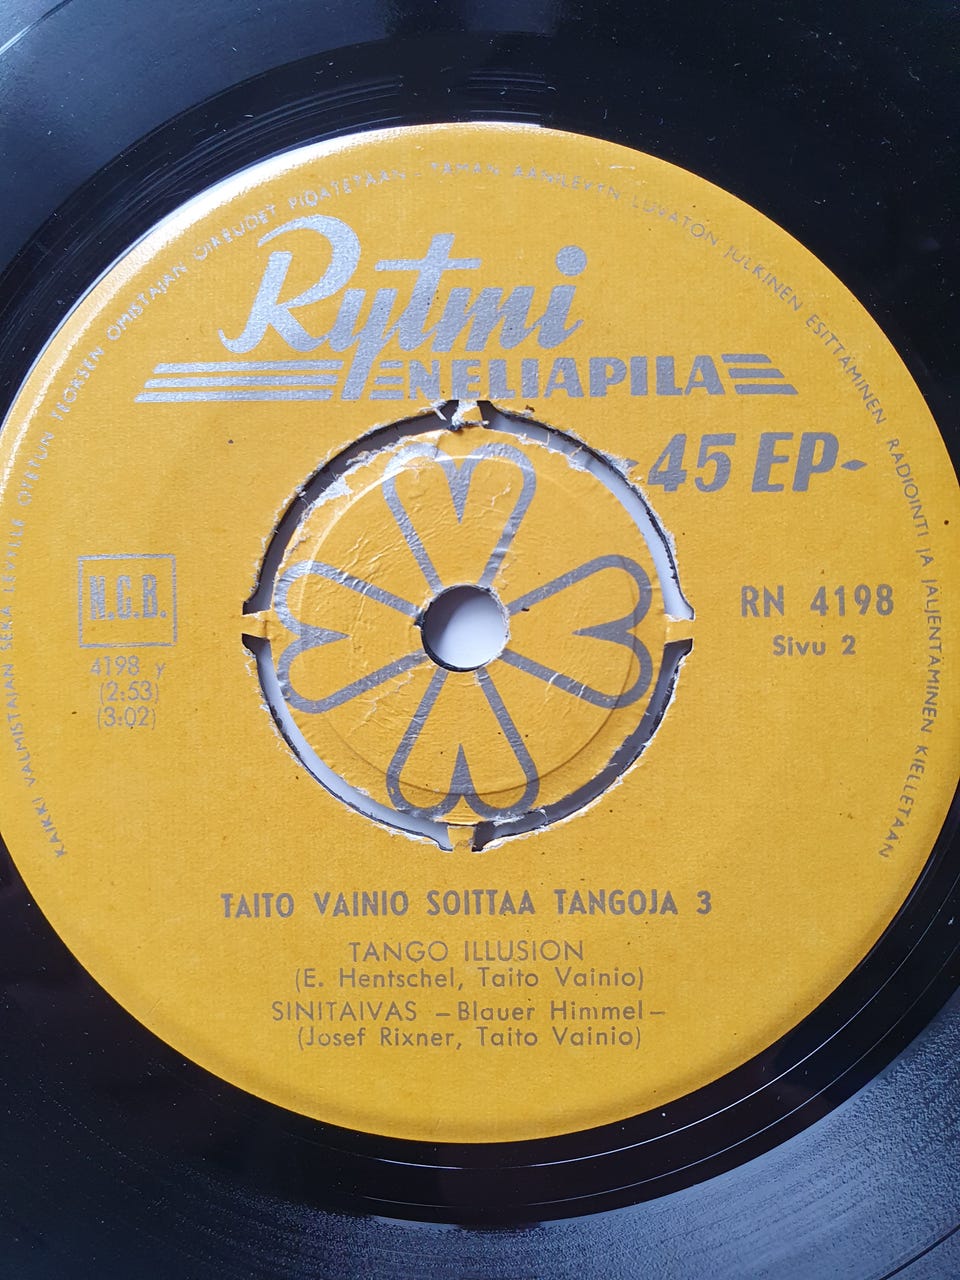 KAIKKI VALMISTAJAN SEKÄ LEVYLLE OTETUN TEOKSEN OMISTAJAN OIKEUDET PIDÄTETÄÄN - TÄMÄN ÄÄNILEVYN LUVATON JULKINEN ESITTÄMINEN RADIOINTI JA JÄLJENTÄMINEN KIELLETÄÄN
Rytmi
NELIAPILA
-45 EP-
N.C.B.
4198 y
(2:53)
(3:02)
RN 4198
Sivu 2
TAITO VAINIO SOITTAA TANGOJA 3
TANGO ILLUSION
(E. Hentschel, Taito Vainio)
SINITAIVAS —Blauer Himmel—
(Josef Rixner, Taito Vainio)